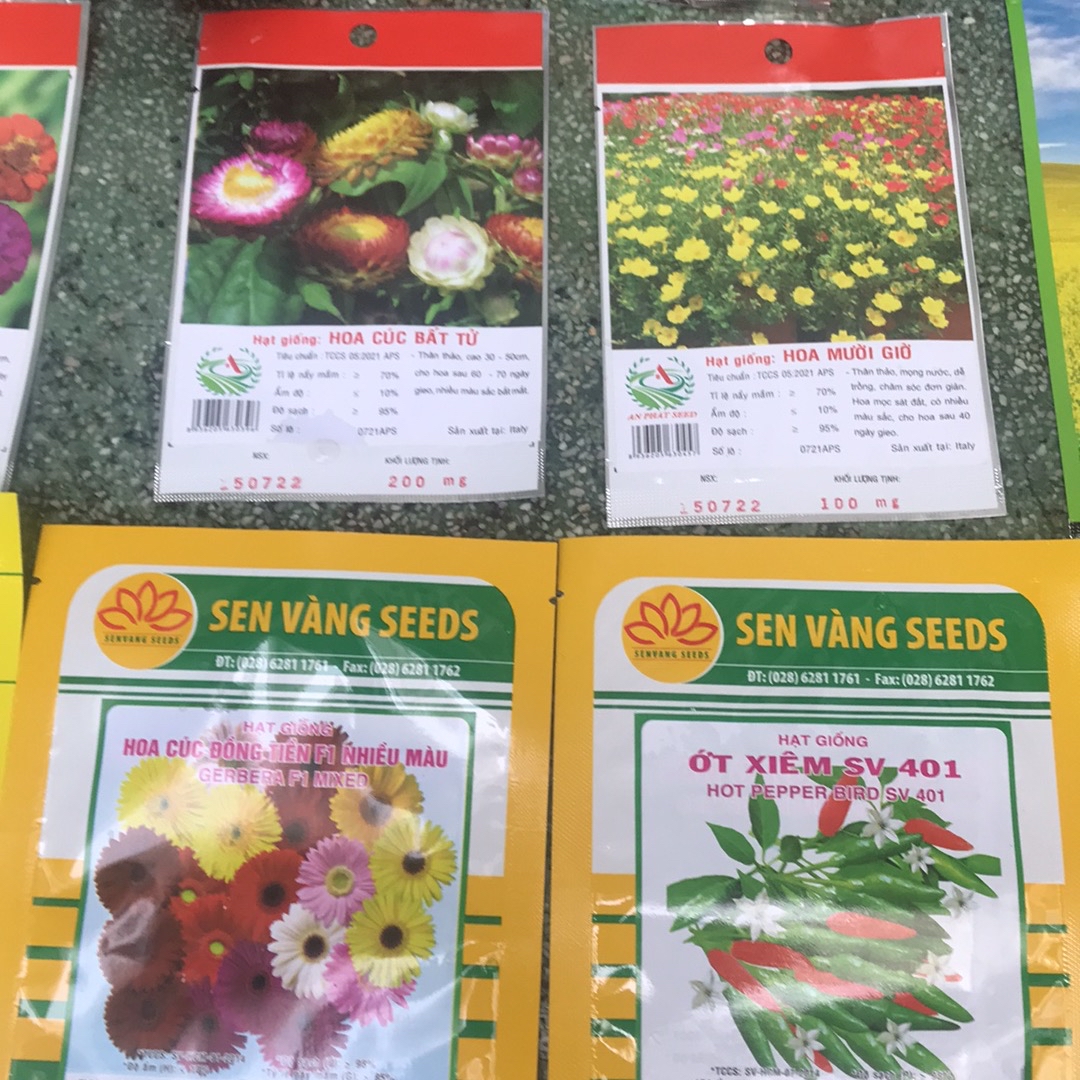 Hạt giống: HOA CÚC BẤT TỬ
Tiêu chuẩn : TCCS 05:2021 APS
Tỉ lệ nảy mầm : ≥ 70%
Ẩm độ : ≤ 10%
Độ sạch : ≥ 95%
Số lô : 0721APS
- Thân thảo, cao 30 - 50cm,
cho hoa sau 60 - 70 ngày
gieo, nhiều màu sắc bắt mắt.
Sản xuất tại: Italy
NSX:
KHỐI LƯỢNG TỊNH:
150722
200 mg
Hạt giống: HOA MƯỜI GIỜ
AN PHAT SEED
Tiêu chuẩn : TCCS 05:2021 APS
Tỉ lệ nảy mầm : ≥ 70%
Ẩm độ : ≤ 10%
Độ sạch : ≥ 95%
Số lô : 0721APS
- Thân thảo, mọng nước, dễ
trồng, chăm sóc đơn giản.
Hoa mọc sát đất, có nhiều
màu sắc, cho hoa sau 40
ngày gieo.
Sản xuất tại: Italy
NSX:
KHỐI LƯỢNG TỊNH:
150722
100 mg
SENVANG SEEDS
SEN VÀNG SEEDS
ĐT: (028) 6281 1761 - Fax: (028) 6281 1762
HẠT GIỐNG
HOA CÚC ĐỒNG TIỀN F1 NHIỀU MÀU
GERBERA F1 MIXED
SENVANG SEEDS
SEN VÀNG SEEDS
ĐT: (028) 6281 1761 - Fax: (028) 6281 1762
HẠT GIỐNG
ỚT XIÊM SV 401
HOT PEPPER BIRD SV 401